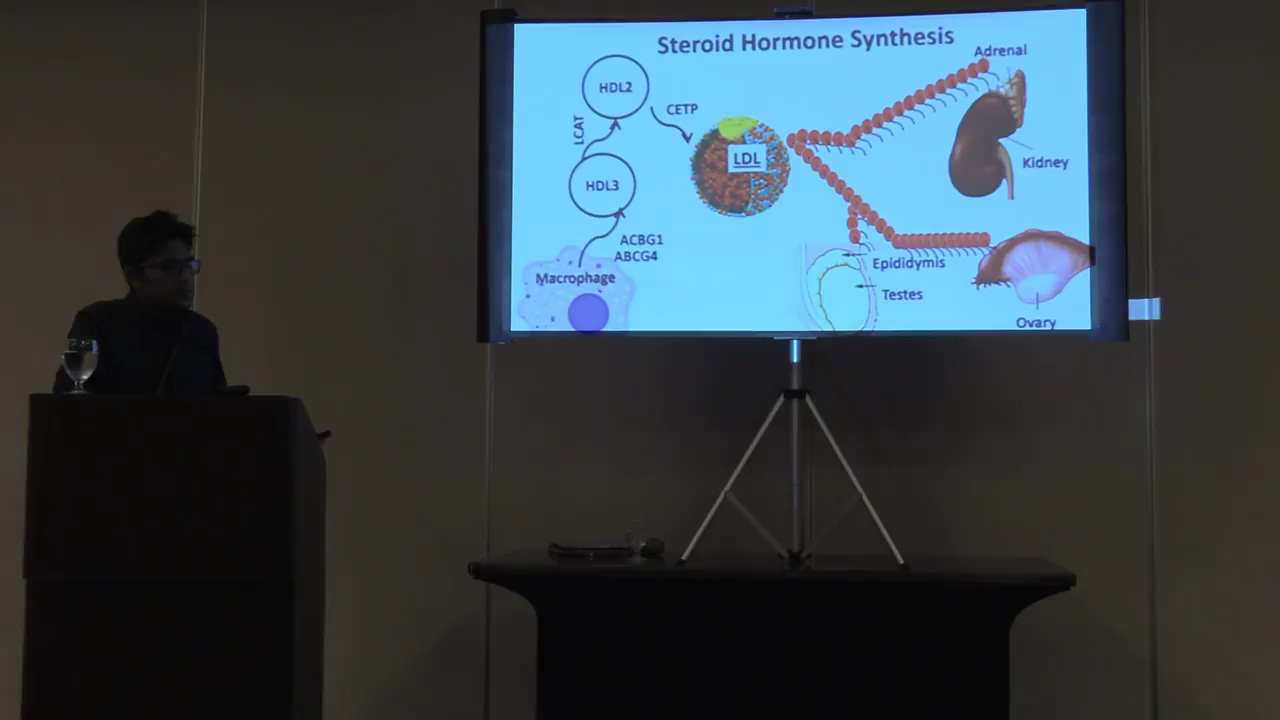 Steroid Hormone Synthesis
Adrenal
HDL2
CETP
LCAT
LDL
Kidney
HDL3
ACBG1
ABCG4
Macrophage
Epididymis
Testes
Ovary